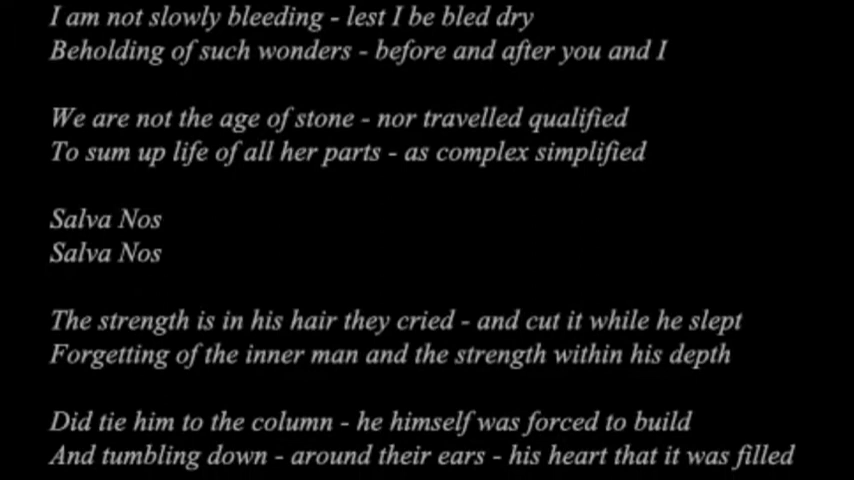 I am not slowly bleeding - lest I be bled dry
Beholding of such wonders - before and after you and I
We are not the age of stone - nor travelled qualified
To sum up life of all her parts - as complex simplified
Salva Nos
Salva Nos
The strength is in his hair they cried - and cut it while he slept
Forgetting of the inner man and the strength within his depth
Did tie him to the column - he himself was forced to build
And tumbling down - around their ears - his heart that it was filled